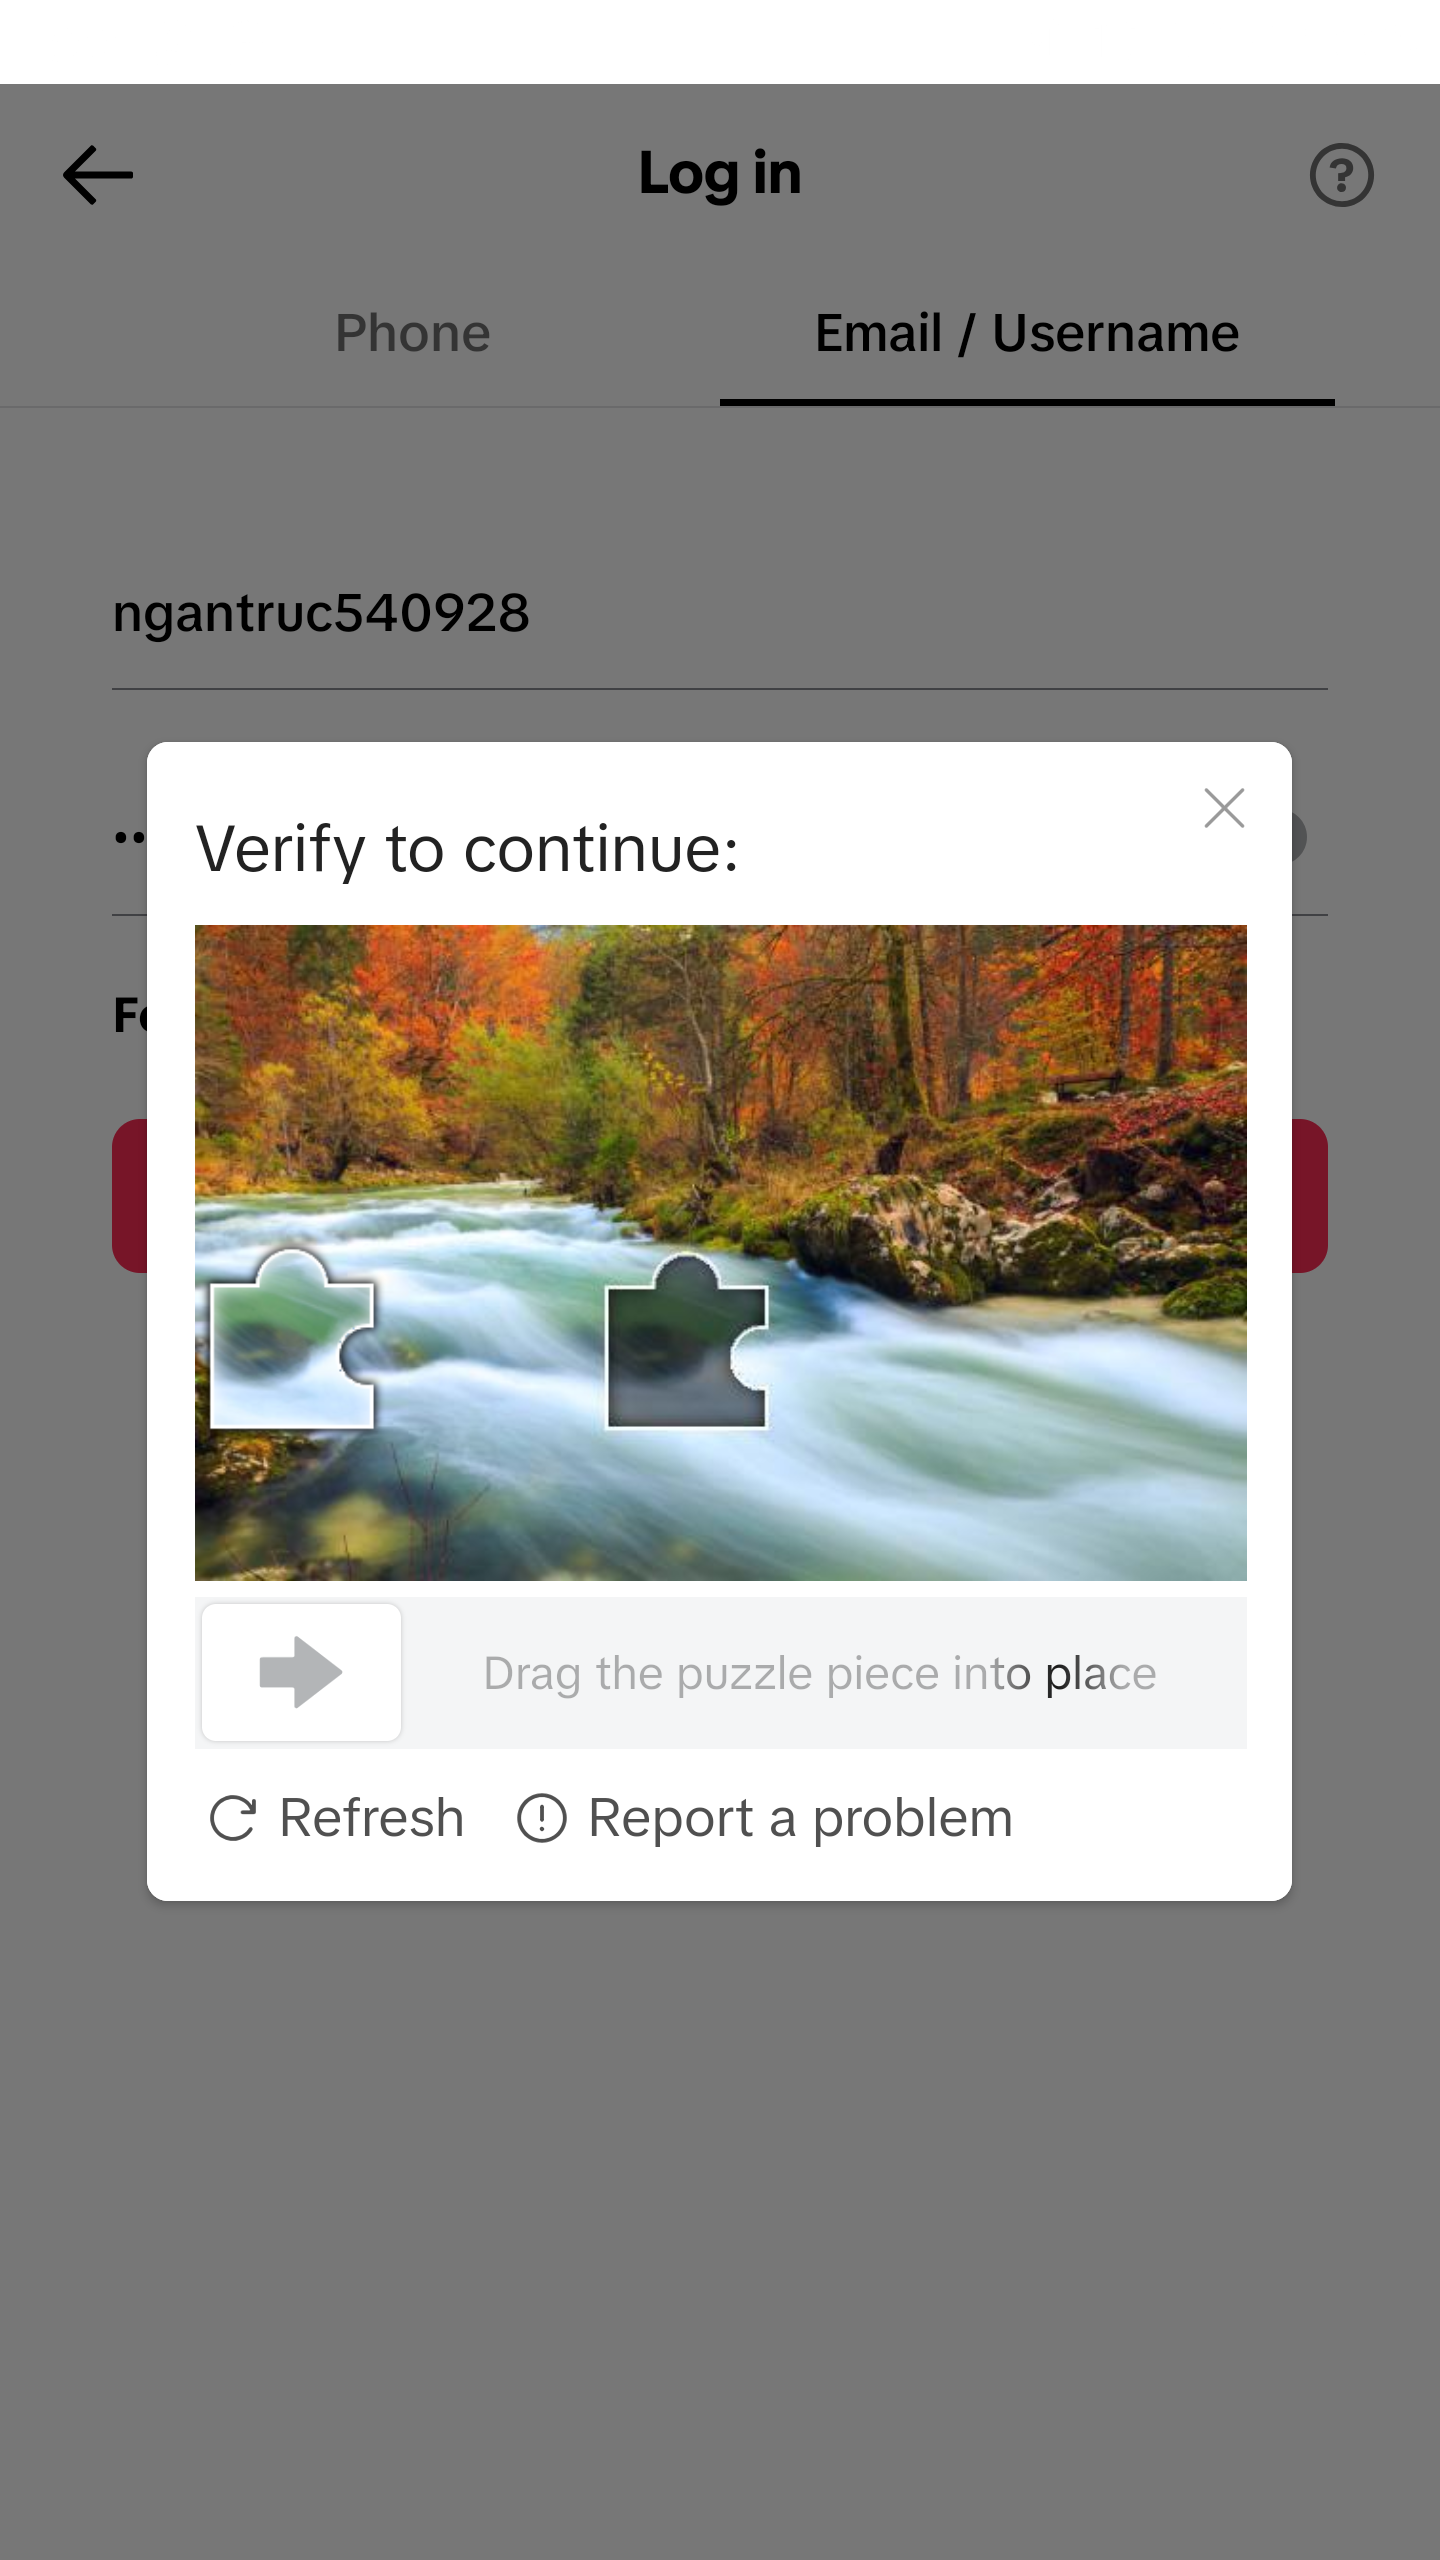 Log in
Phone
Email / Username
ngantruc540928
Verify to continue:
Drag the puzzle piece into place
Refresh
Report a problem